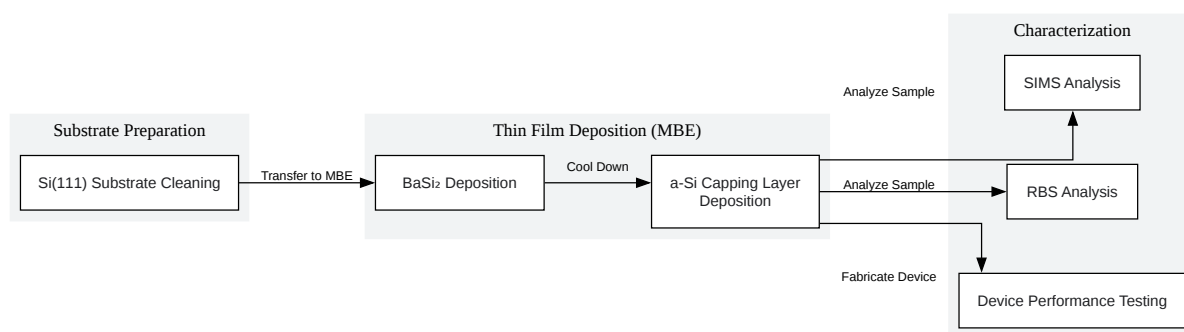 Characterization
SIMS Analysis
Analyze Sample
Substrate Preparation
Thin Film Deposition (MBE)
Si(111) Substrate Cleaning
Transfer to MBE
BaSi₂ Deposition
Cool Down
a-Si Capping Layer
Deposition
Analyze Sample
RBS Analysis
Fabricate Device
Device Performance Testing